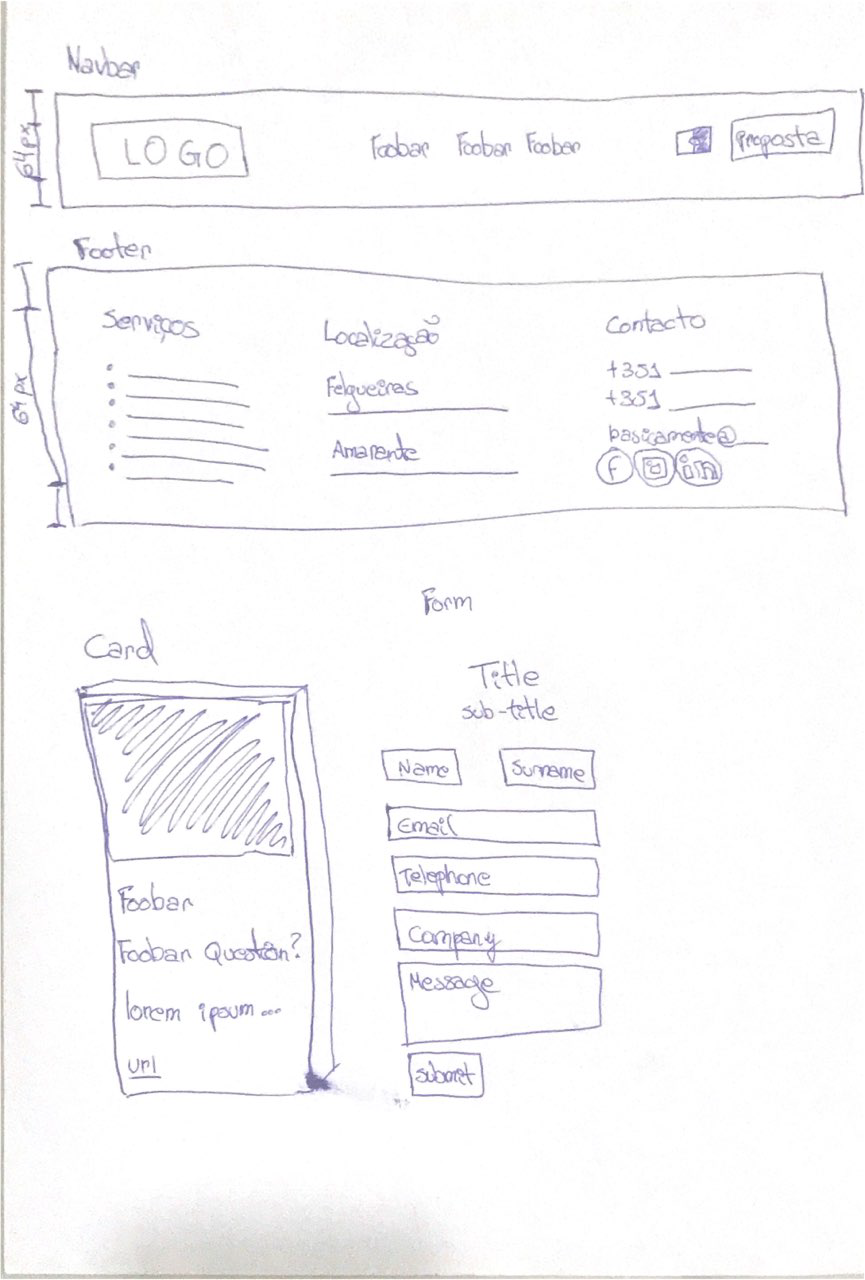 Navbar
64px
LOGO
Foobar Foobar Foobar
Proposta
Footer
64px
Serviços
Localização
Felgueiras
Amarante
Contacto
+351
+351
basicamente@
f
in
Form
Card
Foobar
Foobar Question?
lorem ipsum...
url
Title
sub-title
Name Surname
Email
Telephone
Company
Message
Submit